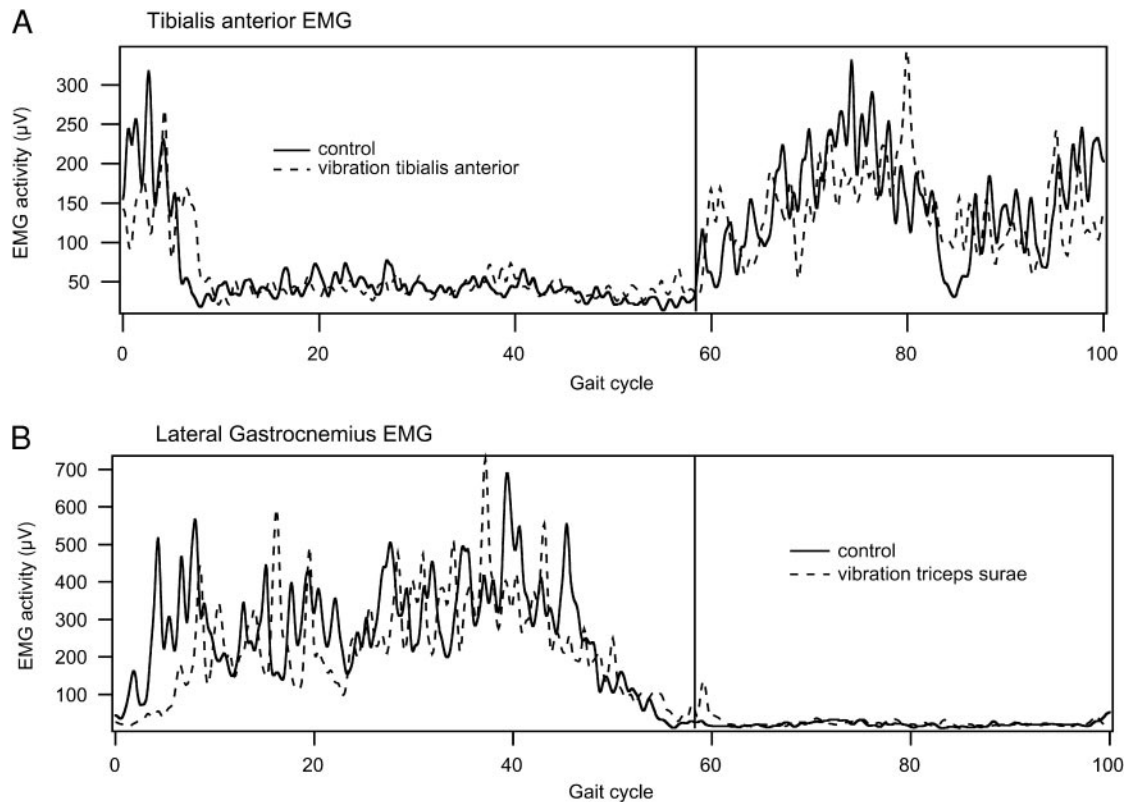 A
Tibialis anterior EMG
EMG activity (µV)
300
250
200
150
100
50
control
vibration tibialis anterior
0 20 40 60 80 100
Gait cycle
B
Lateral Gastrocnemius EMG
EMG activity (µV)
700
600
500
400
300
200
100
control
vibration triceps surae
0 20 40 60 80 100
Gait cycle